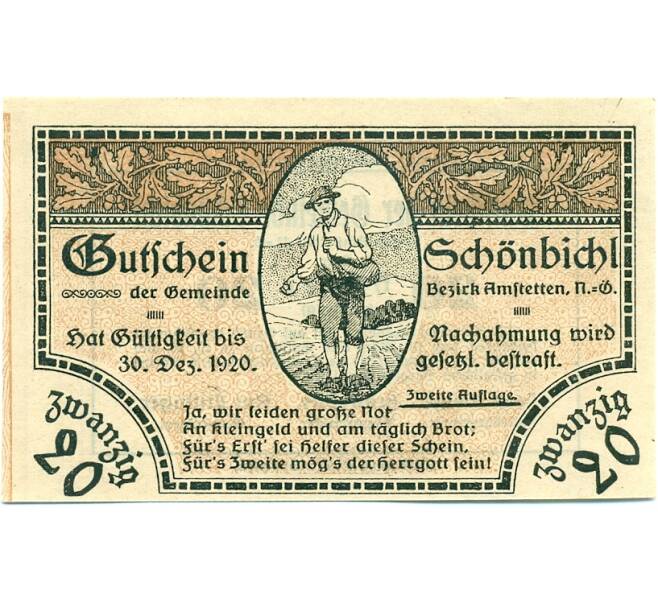 Gutschein
der Gemeinde
Schönbichl
Bezirk Amstetten, N.=Ö.
Hat Gültigkeit bis
30. Dez. 1920.
Nachahmung wird
gesetzl. bestraft.
Zweite Auflage.
Ja, wir leiden große Not
An kleingeld und am täglich Brot;
Für's Erst' sei Helfer dieser Schein,
Für's Zweite mög's der Herrgott sein!
zwanzig
20
zwanzig
20